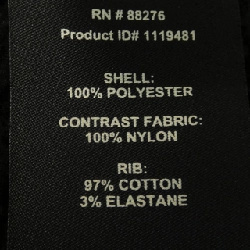 RN # 88276
Product ID# 1119481
SHELL:
100% POLYESTER
CONTRAST FABRIC:
100% NYLON
RIB:
97% COTTON
3% ELASTANE